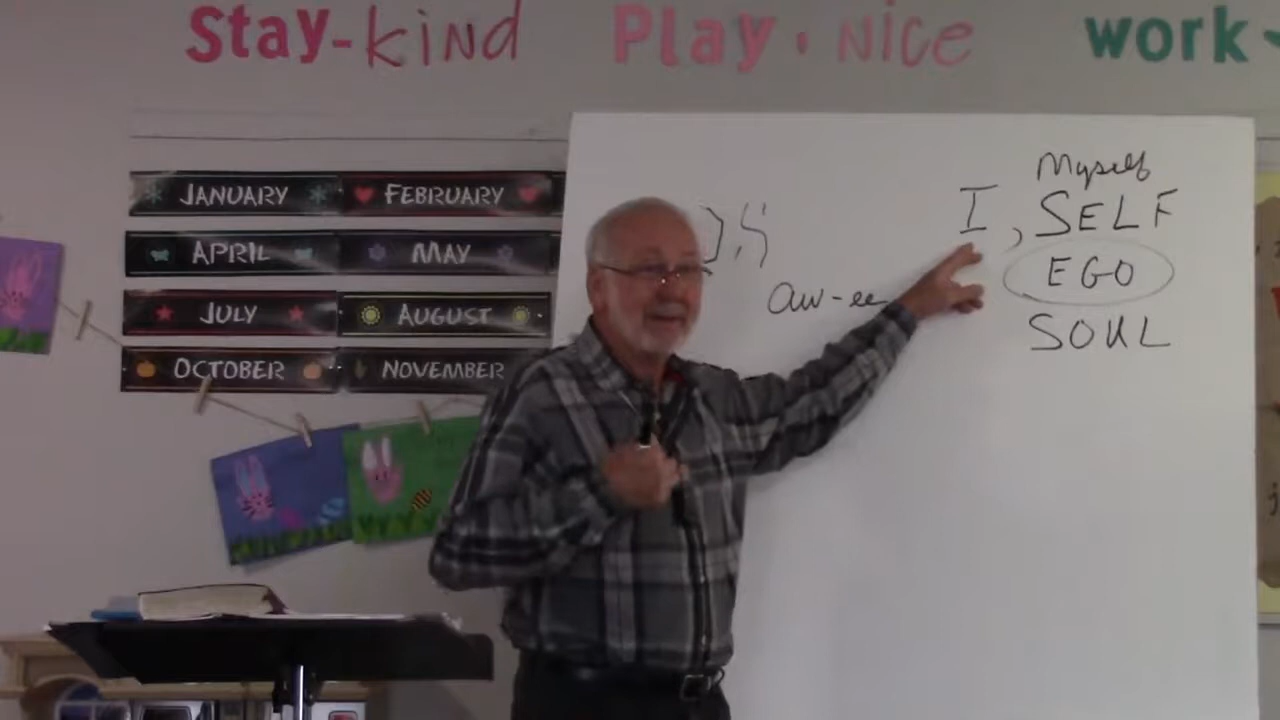 Stay-kind Play · nice work
JANUARY FEBRUARY
APRIL MAY
JULY AUGUST
OCTOBER NOVEMBER
Myself
I, SELF
EGO
aw-ee
SOUL